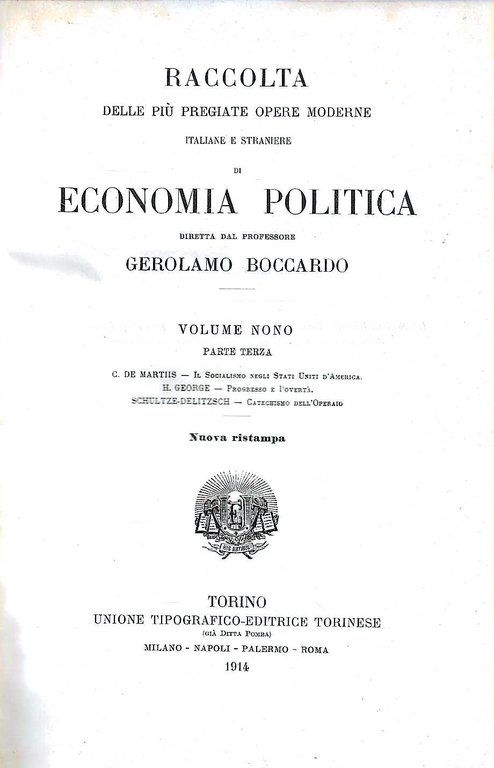 RACCOLTA
DELLE PIÙ PREGIATE OPERE MODERNE
ITALIANE E STRANIERE
DI
ECONOMIA POLITICA
DIRETTA DAL PROFESSORE
GEROLAMO BOCCARDO
VOLUME NONO
PARTE TERZA
C. DE MARTIIS — IL SOCIALISMO NEGLI STATI UNITI D'AMERICA.
H. GEORGE — PROGRESSO E POVERTÀ.
SCHULTZE-DELITZSCH — CATECHISMO DELL'OPERAIO
Nuova ristampa
TORINO
UNIONE TIPOGRAFICO-EDITRICE TORINESE
(GIÀ DITTA POMBA)
MILANO - NAPOLI - PALERMO - ROMA
1914